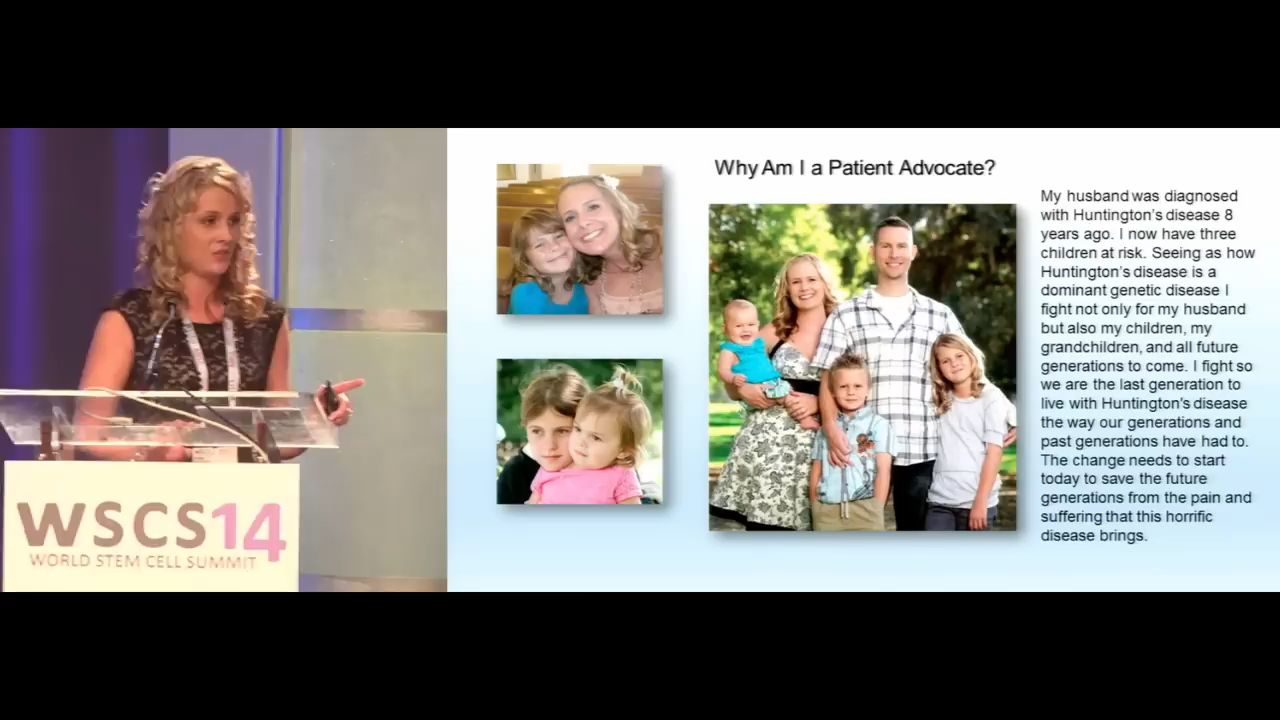 Why Am I a Patient Advocate?
My husband was diagnosed
with Huntington's disease 8
years ago. I now have three
children at risk. Seeing as how
Huntington's disease is a
dominant genetic disease I
fight not only for my husband
but also my children, my
grandchildren, and all future
generations to come. I fight so
we are the last generation to
live with Huntington's disease
the way our generations and
past generations have had to.
The change needs to start
today to save the future
generations from the pain and
suffering that this horrific
disease brings.
WSCS14
WORLD STEM CELL SUMMIT